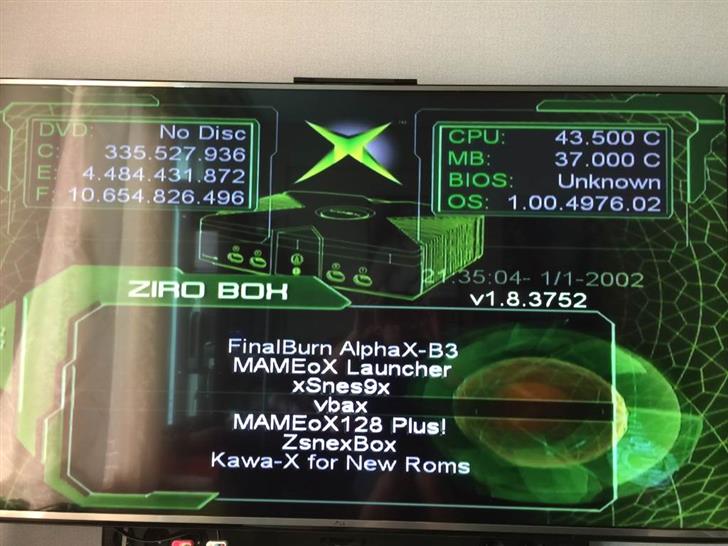 DVD: No Disc
C: 335.527.936
E: 4.484.431.872
F: 10.654.826.496
CPU: 43.500 C
MB: 37.000 C
BIOS: Unknown
OS: 1.00.4976.02
21:35:04- 1/1-2002
v1.8.3752
ZIRO BOX
FinalBurn AlphaX-B3
MAMEoX Launcher
xSnes9x
vbax
MAMEoX128 Plus!
ZsnexBox
Kawa-X for New Roms